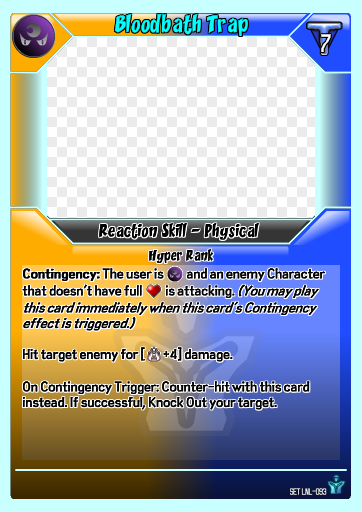 Bloodbath Trap
7
Reaction Skill - Physical
Hyper Rank
Contingency: The user is and an enemy Character
that doesn't have full is attacking. (You may play
this card immediately when this card's Contingency
effect is triggered.)
Hit target enemy for [ +4] damage.
On Contingency Trigger: Counter-hit with this card
instead. If successful, Knock Out your target.
SET LNL-093